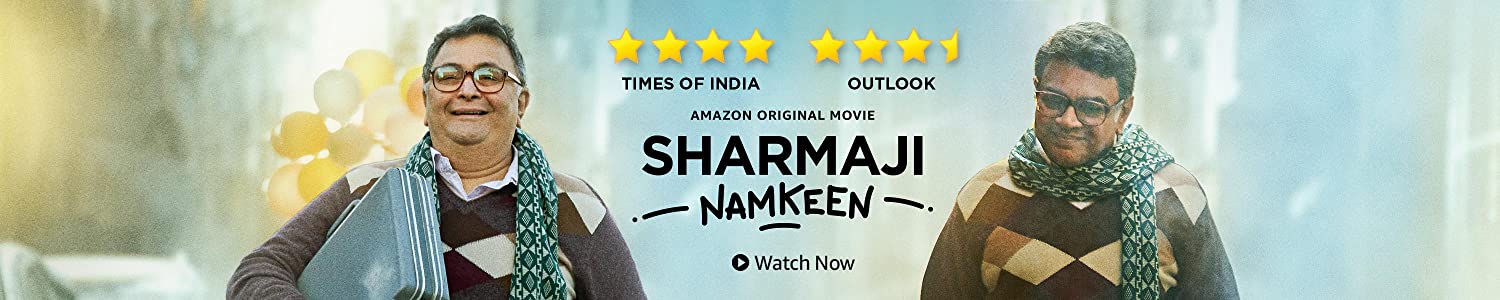 TIMES OF INDIA
OUTLOOK
AMAZON ORIGINAL MOVIE
SHARMAJI
NAMKEEN
Watch Now